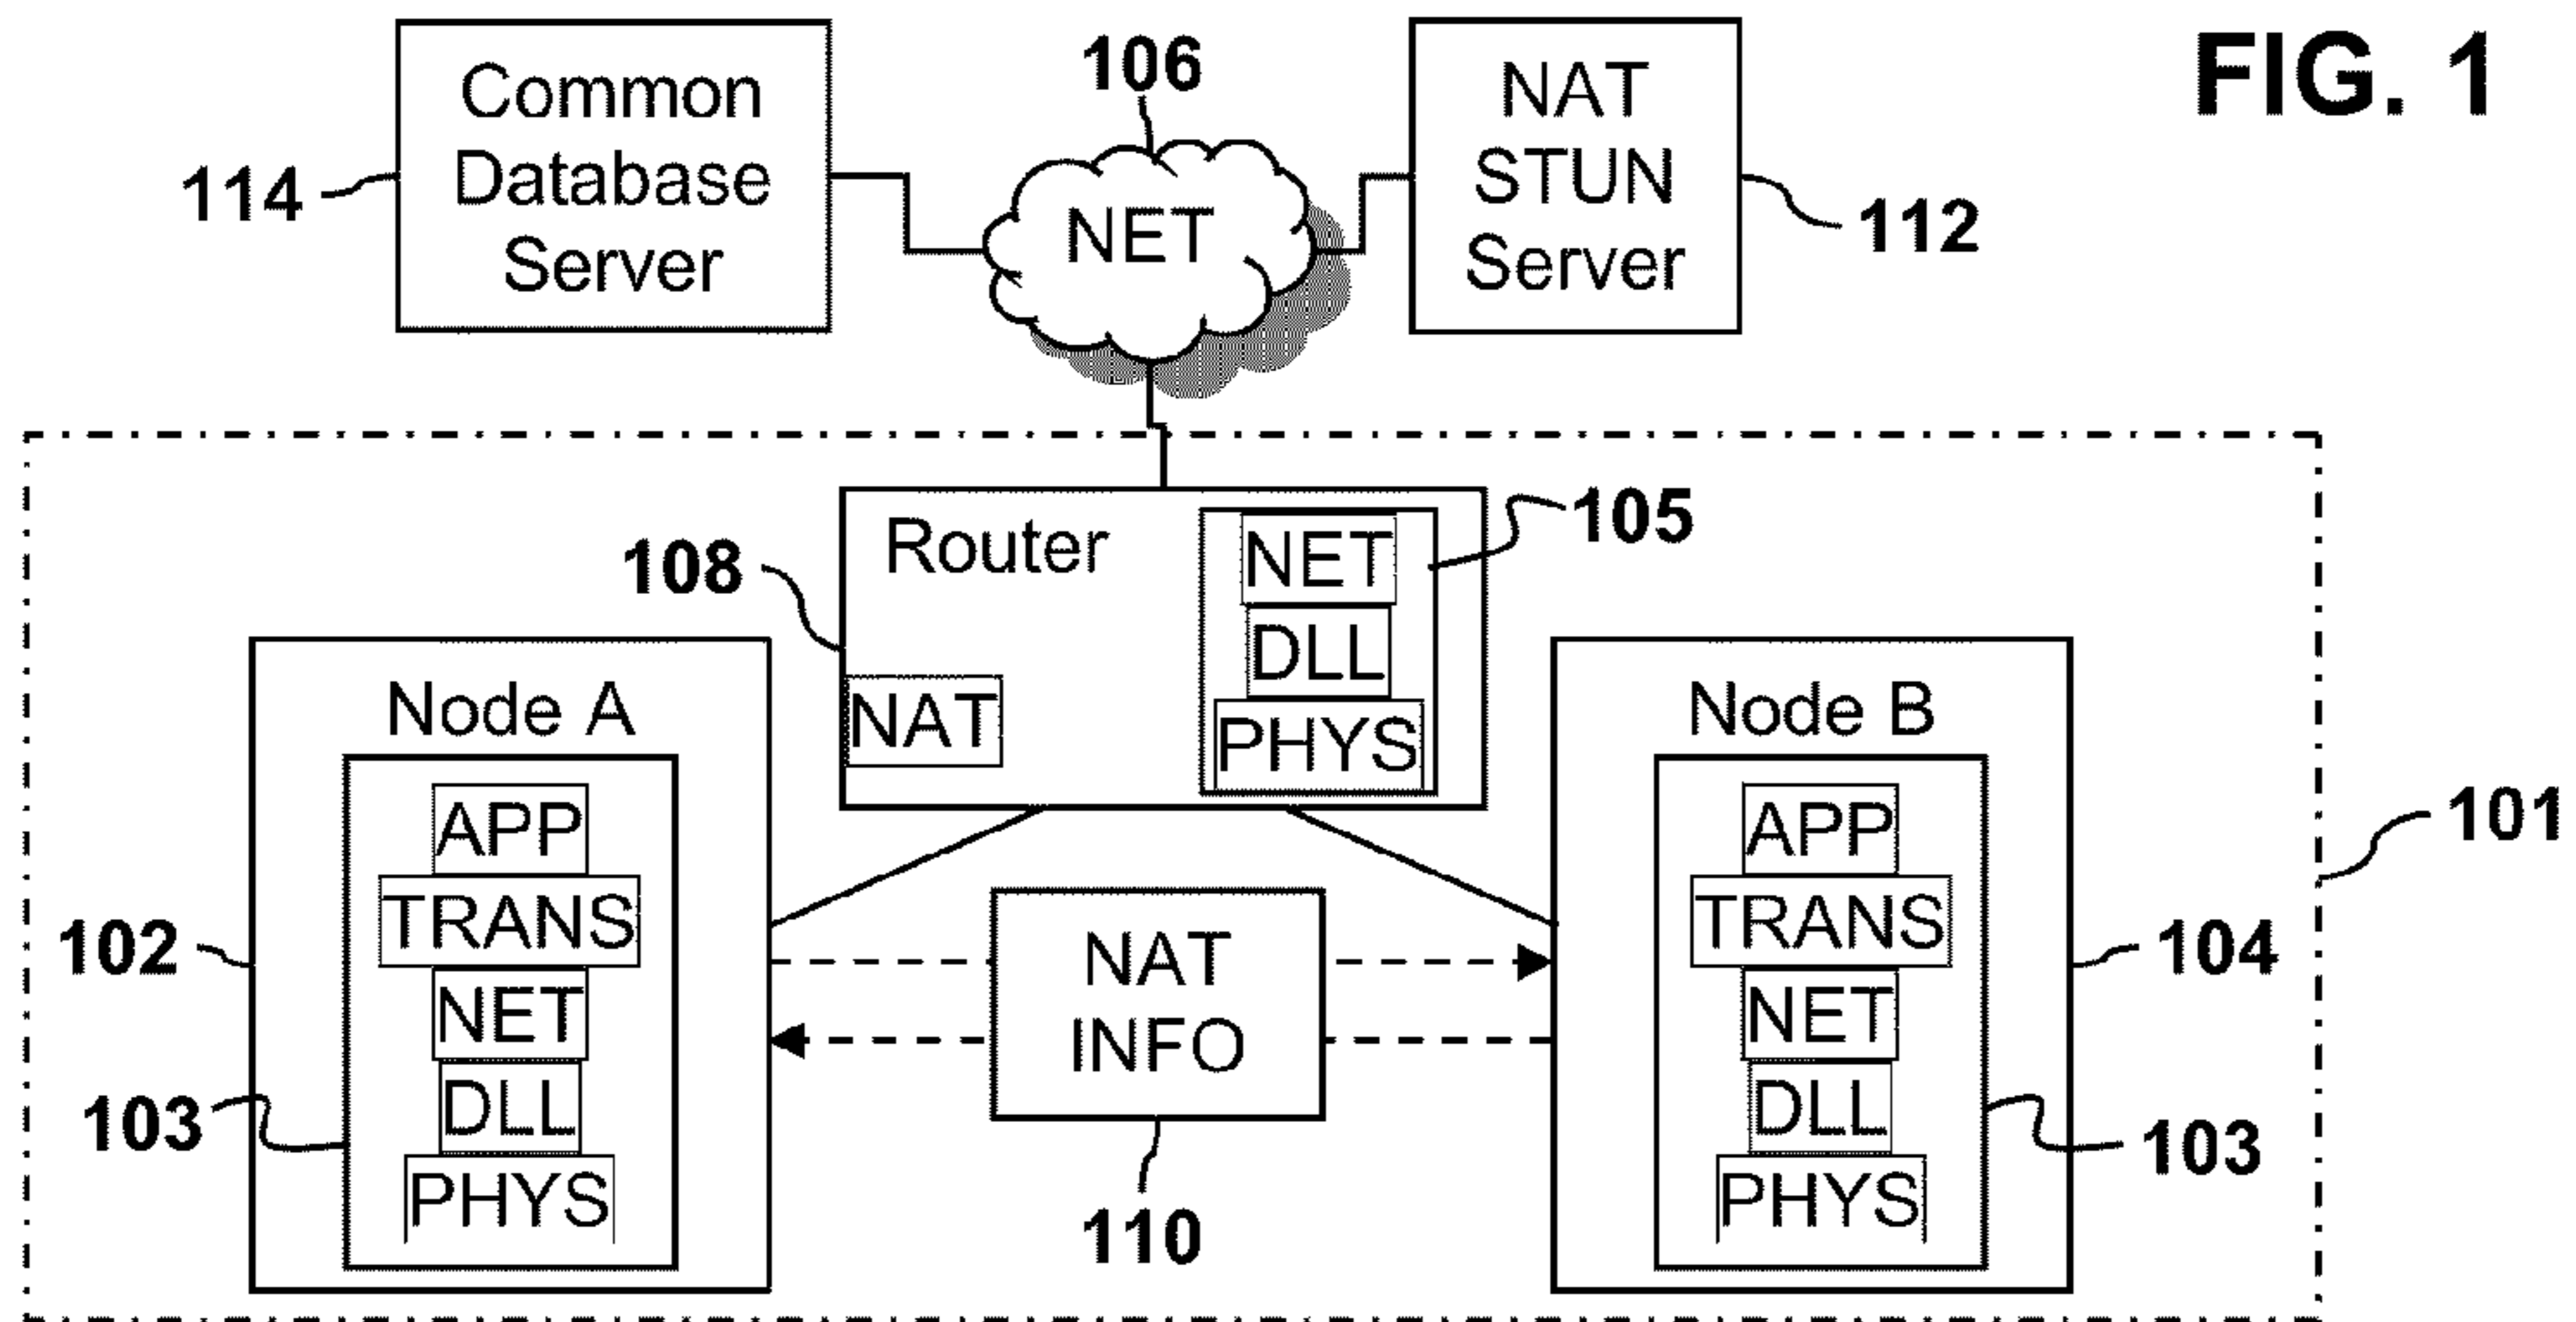 FIG. 1
Common
Database
Server
114
106
NET
NAT
STUN
Server
112
Router
NET
DLL
PHYS
105
108
NAT
Node A
APP
TRANS
NET
DLL
PHYS
102
103
NAT
INFO
110
Node B
APP
TRANS
NET
DLL
PHYS
104
103
101